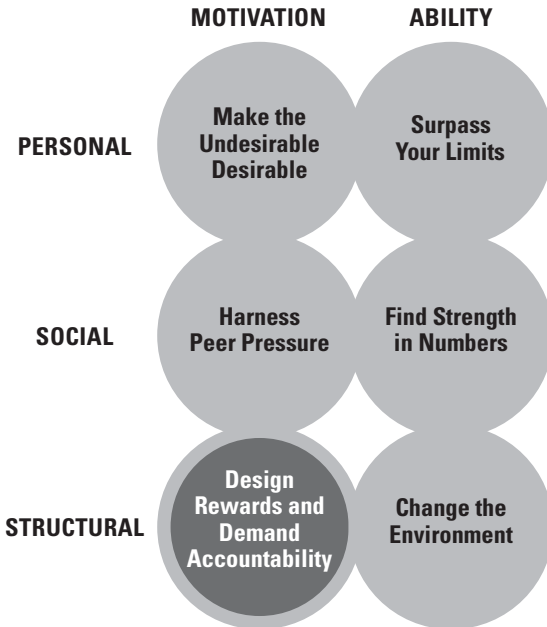 MOTIVATION ABILITY
PERSONAL
Make the
Undesirable
Desirable
Surpass
Your Limits
SOCIAL
Harness
Peer Pressure
Find Strength
in Numbers
STRUCTURAL
Design
Rewards and
Demand
Accountability
Change the
Environment